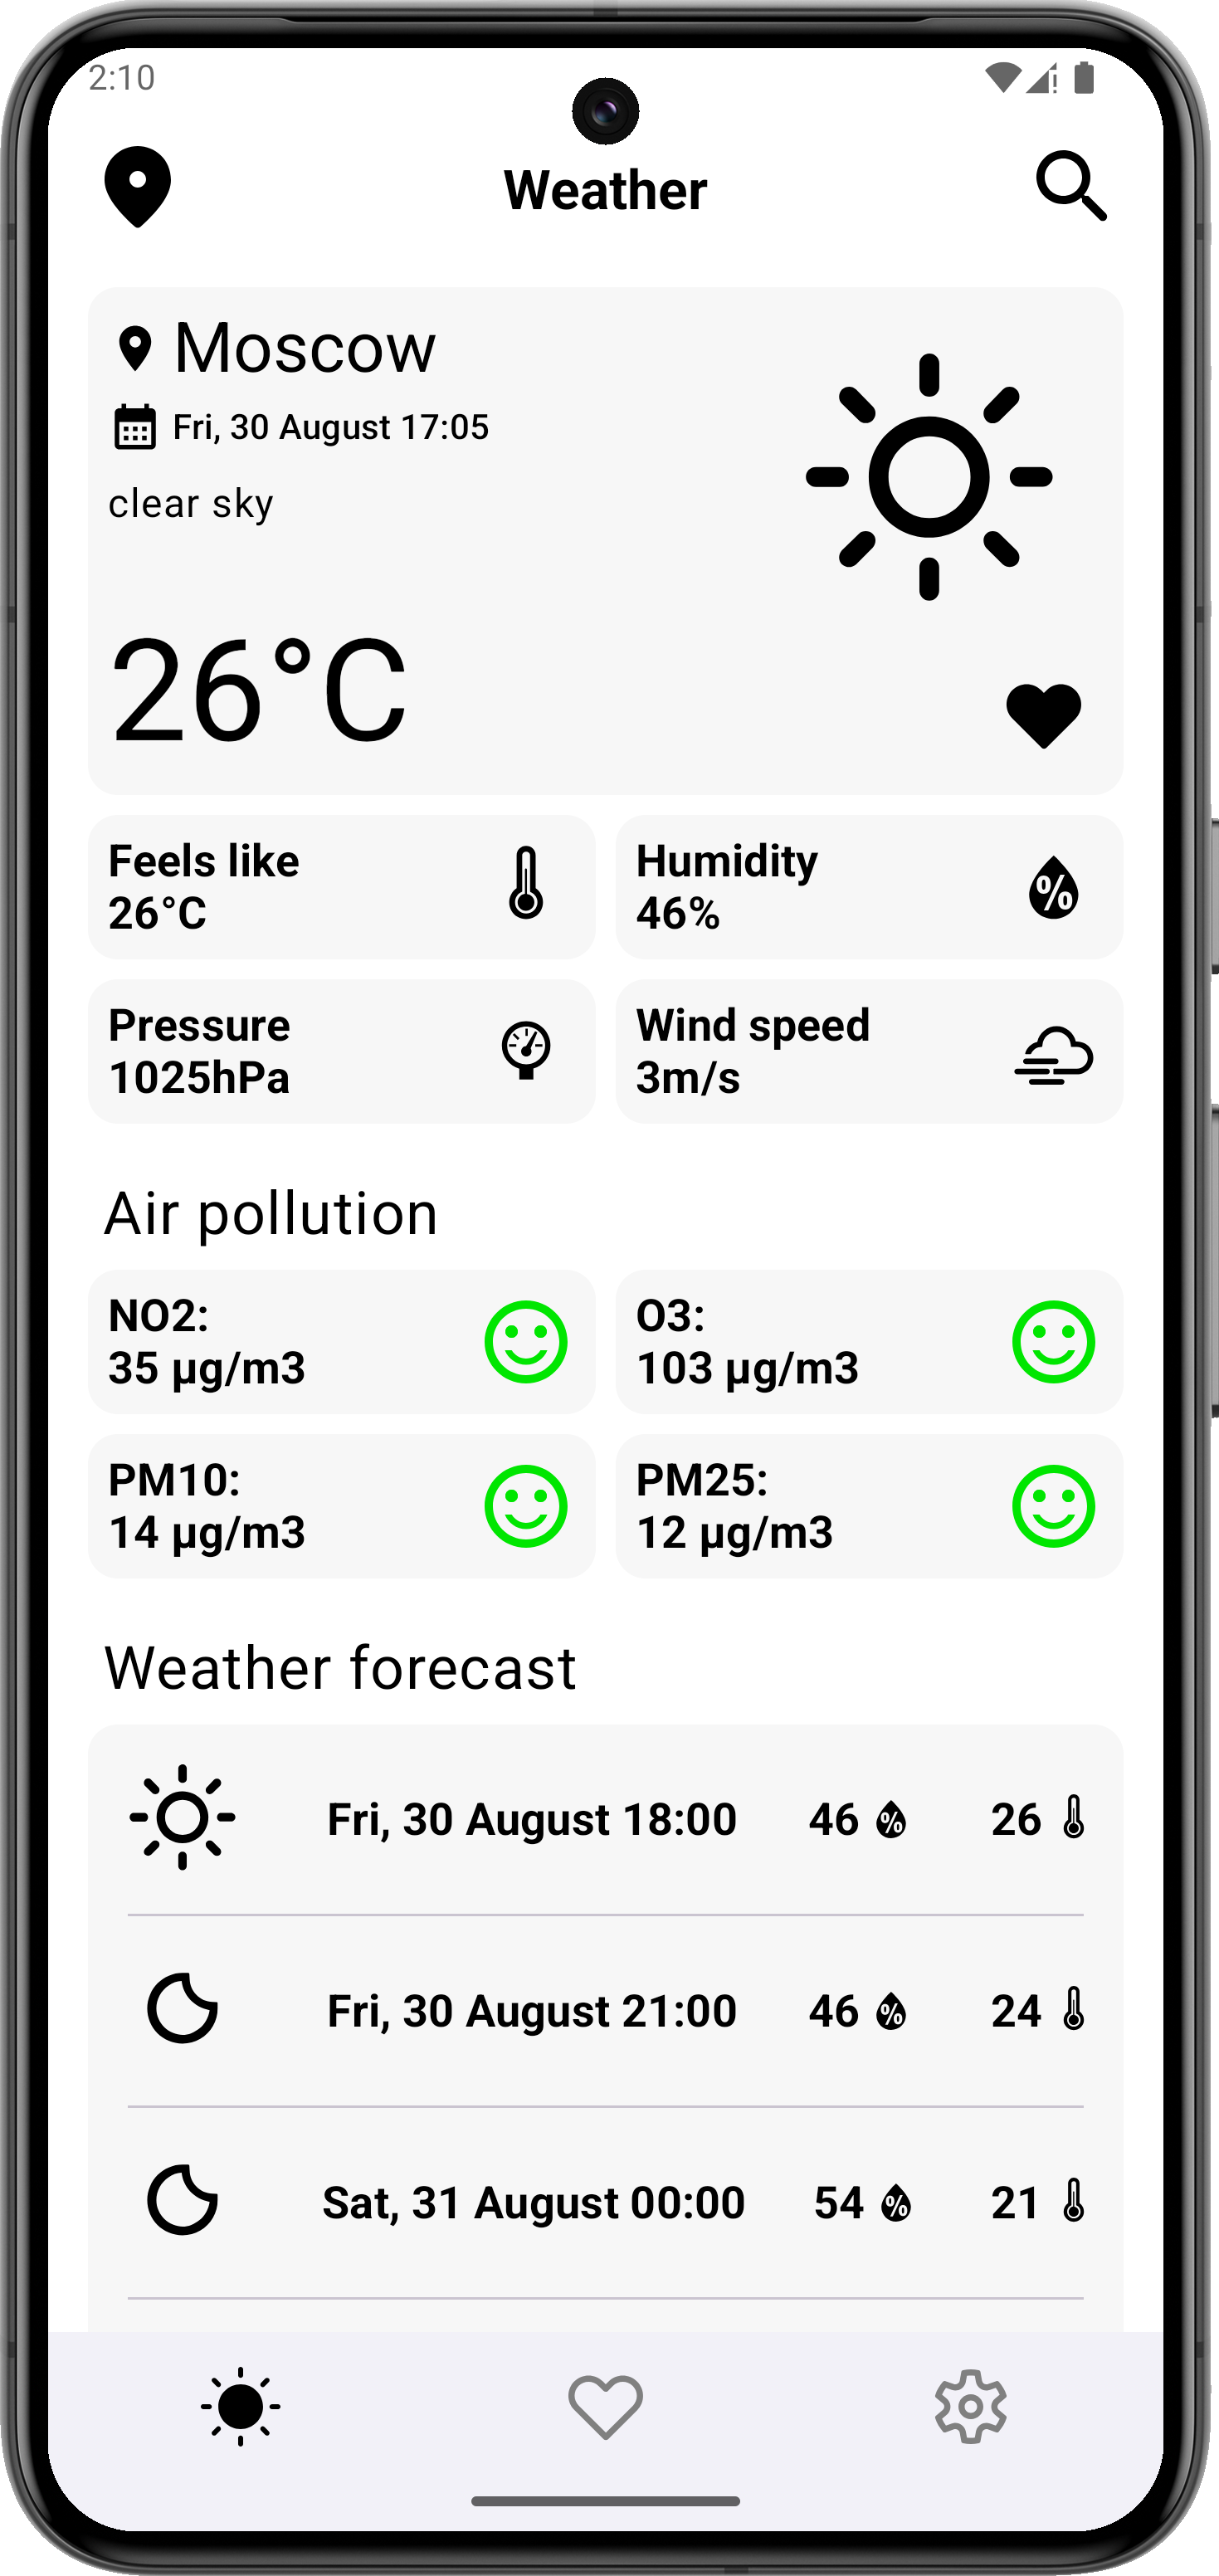 2:10
Weather
Moscow
Fri, 30 August 17:05
clear sky
26°C
Feels like
26°C
Humidity
46%
Pressure
1025hPa
Wind speed
3m/s
Air pollution
NO2:
35 µg/m3
O3:
103 µg/m3
PM10:
14 µg/m3
PM25:
12 µg/m3
Weather forecast
Fri, 30 August 18:00 46 % 26
Fri, 30 August 21:00 46 % 24
Sat, 31 August 00:00 54 % 21